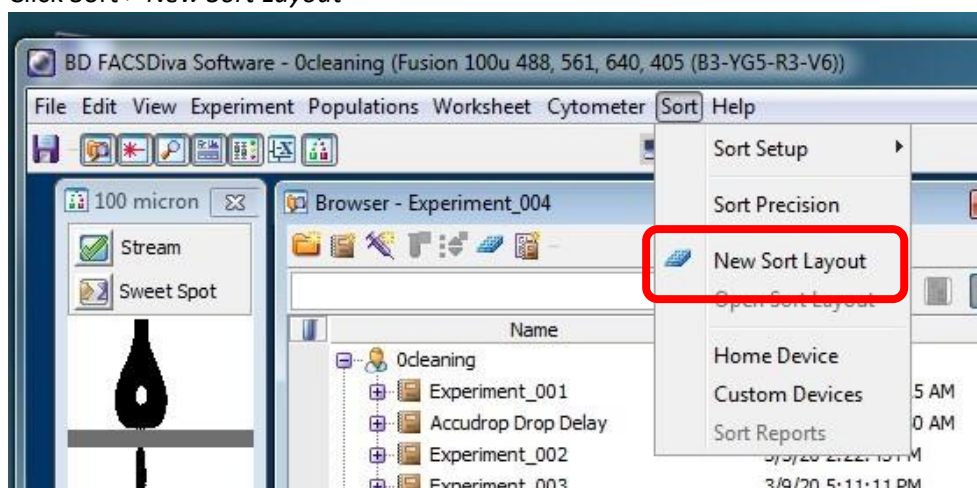 Click Sort > New Sort Layout
BD FACSDiva Software - 0cleaning (Fusion 100u 488, 561, 640, 405 (B3-YG5-R3-V6))
File Edit View Experiment Populations Worksheet Cytometer Sort Help
Sort Setup
100 micron
Browser - Experiment_004
Sort Precision
Stream
New Sort Layout
Sweet Spot
Open Sort Layout
Name
Home Device
0cleaning
Experiment_001
Custom Devices
5 AM
Accudrop Drop Delay
0 AM
Sort Reports
Experiment_002
Experiment_003
3/9/20 5:11:11 PM